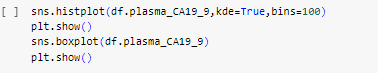 [ ] sns.histplot(df.plasma_CA19_9,kde=True,bins=100)
plt.show()
sns.boxplot(df.plasma_CA19_9)
plt.show()